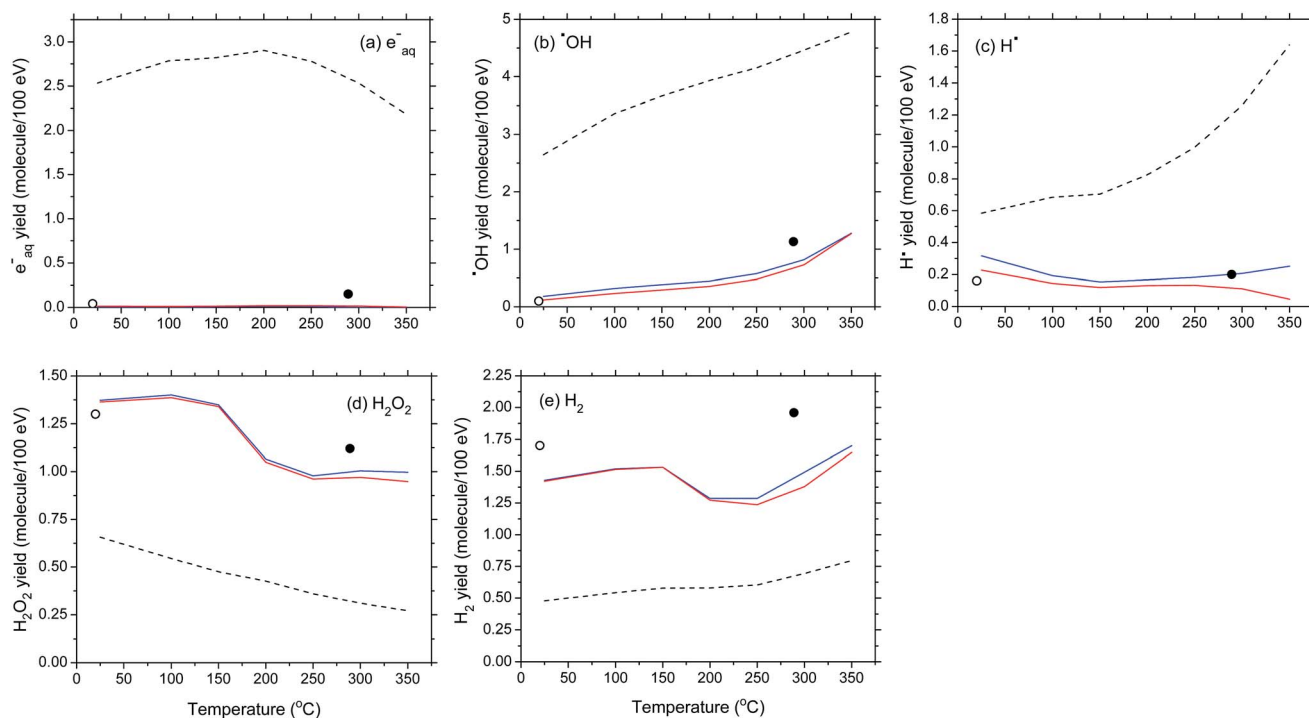 (a) e⁻aq
e⁻aq yield (molecule/100 eV)
3.0
2.5
2.0
1.5
1.0
0.5
0.0
0 50 100 150 200 250 300 350
(b) •OH
•OH yield (molecule/100 eV)
5
4
3
2
1
0
0 50 100 150 200 250 300 350
(c) H•
H• yield (molecule/100 eV)
1.8
1.6
1.4
1.2
1.0
0.8
0.6
0.4
0.2
0.0
0 50 100 150 200 250 300 350
(d) H₂O₂
H₂O₂ yield (molecule/100 eV)
1.50
1.25
1.00
0.75
0.50
0.25
0.00
0 50 100 150 200 250 300 350
Temperature (°C)
(e) H₂
H₂ yield (molecule/100 eV)
2.25
2.00
1.75
1.50
1.25
1.00
0.75
0.50
0.25
0.00
0 50 100 150 200 250 300 350
Temperature (°C)